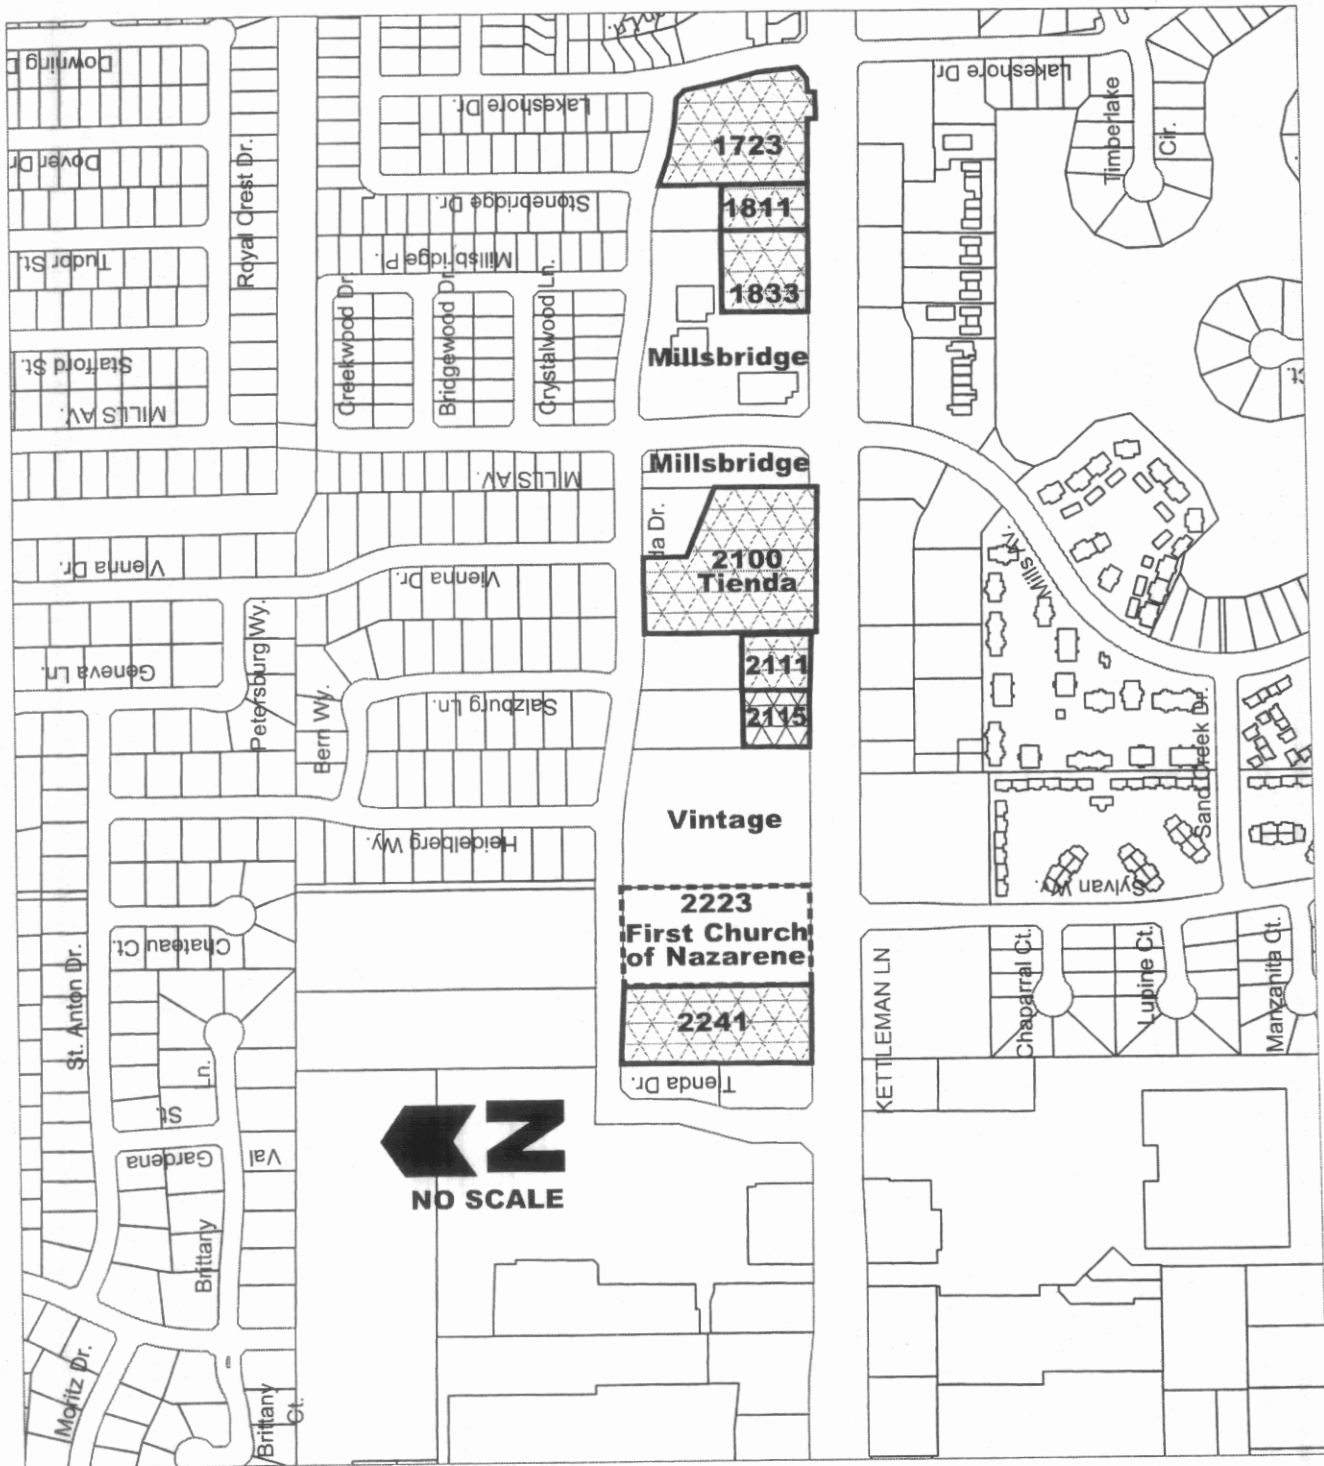 Downing D
Lakeshore Dr.
Lakeshore Dr.
Timberlake
Cir.
Dover Dr
Royal Crest Dr.
1723
Stonebridge Dr.
1811
Tudor St.
Millsbridge P.
1833
Creekwood Dr.
Bridgewood Dr.
Crystalwood Ln.
Stafford St.
Millsbridge
Ct.
MILLS AV.
MILLS AV.
Millsbridge
da Dr.
2100
Tienda
Mills Av.
Vienna Dr.
Vienna Dr.
Geneva Ln.
Petersburg Wy.
Bern Wy.
Salzburg Ln.
2111
2115
Sand Creek Dr.
Vintage
Heidelberg Wy.
Sylvan Wy.
2223
First Church
of Nazarene
Chateau Ct.
St. Anton Dr.
KETTLEMAN LN
Chaparral Ct.
Lupine Ct.
Manzanita Ct.
2241
Ln.
St.
Tienda Dr.
Gardena
Val
N
NO SCALE
Brittany
Moritz Dr.
Brittany
Ct.